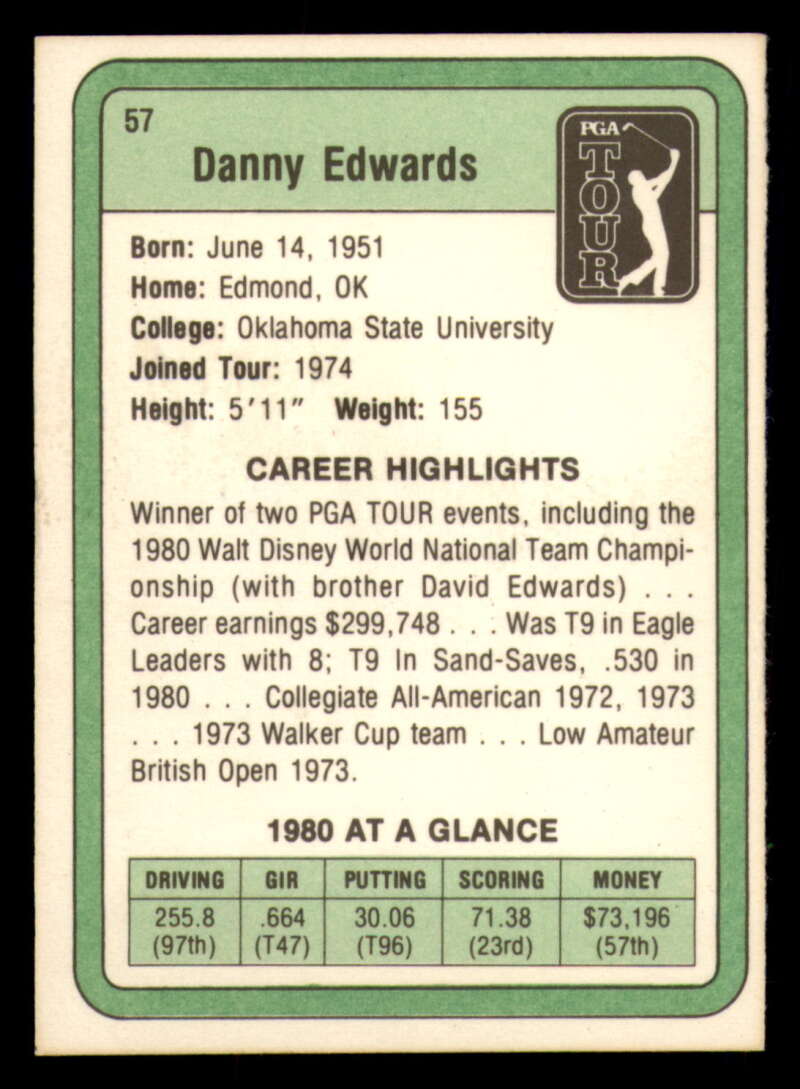 57
Danny Edwards
PGA
TOUR
Born: June 14, 1951
Home: Edmond, OK
College: Oklahoma State University
Joined Tour: 1974
Height: 5'11" Weight: 155
CAREER HIGHLIGHTS
Winner of two PGA TOUR events, including the
1980 Walt Disney World National Team Champi-
onship (with brother David Edwards) . . .
Career earnings $299,748 . . . Was T9 in Eagle
Leaders with 8; T9 In Sand-Saves, .530 in
1980 . . . Collegiate All-American 1972, 1973
. . . 1973 Walker Cup team . . . Low Amateur
British Open 1973.
1980 AT A GLANCE
DRIVING GIR PUTTING SCORING MONEY
255.8 .664 30.06 71.38 $73,196
(97th) (T47) (T96) (23rd) (57th)